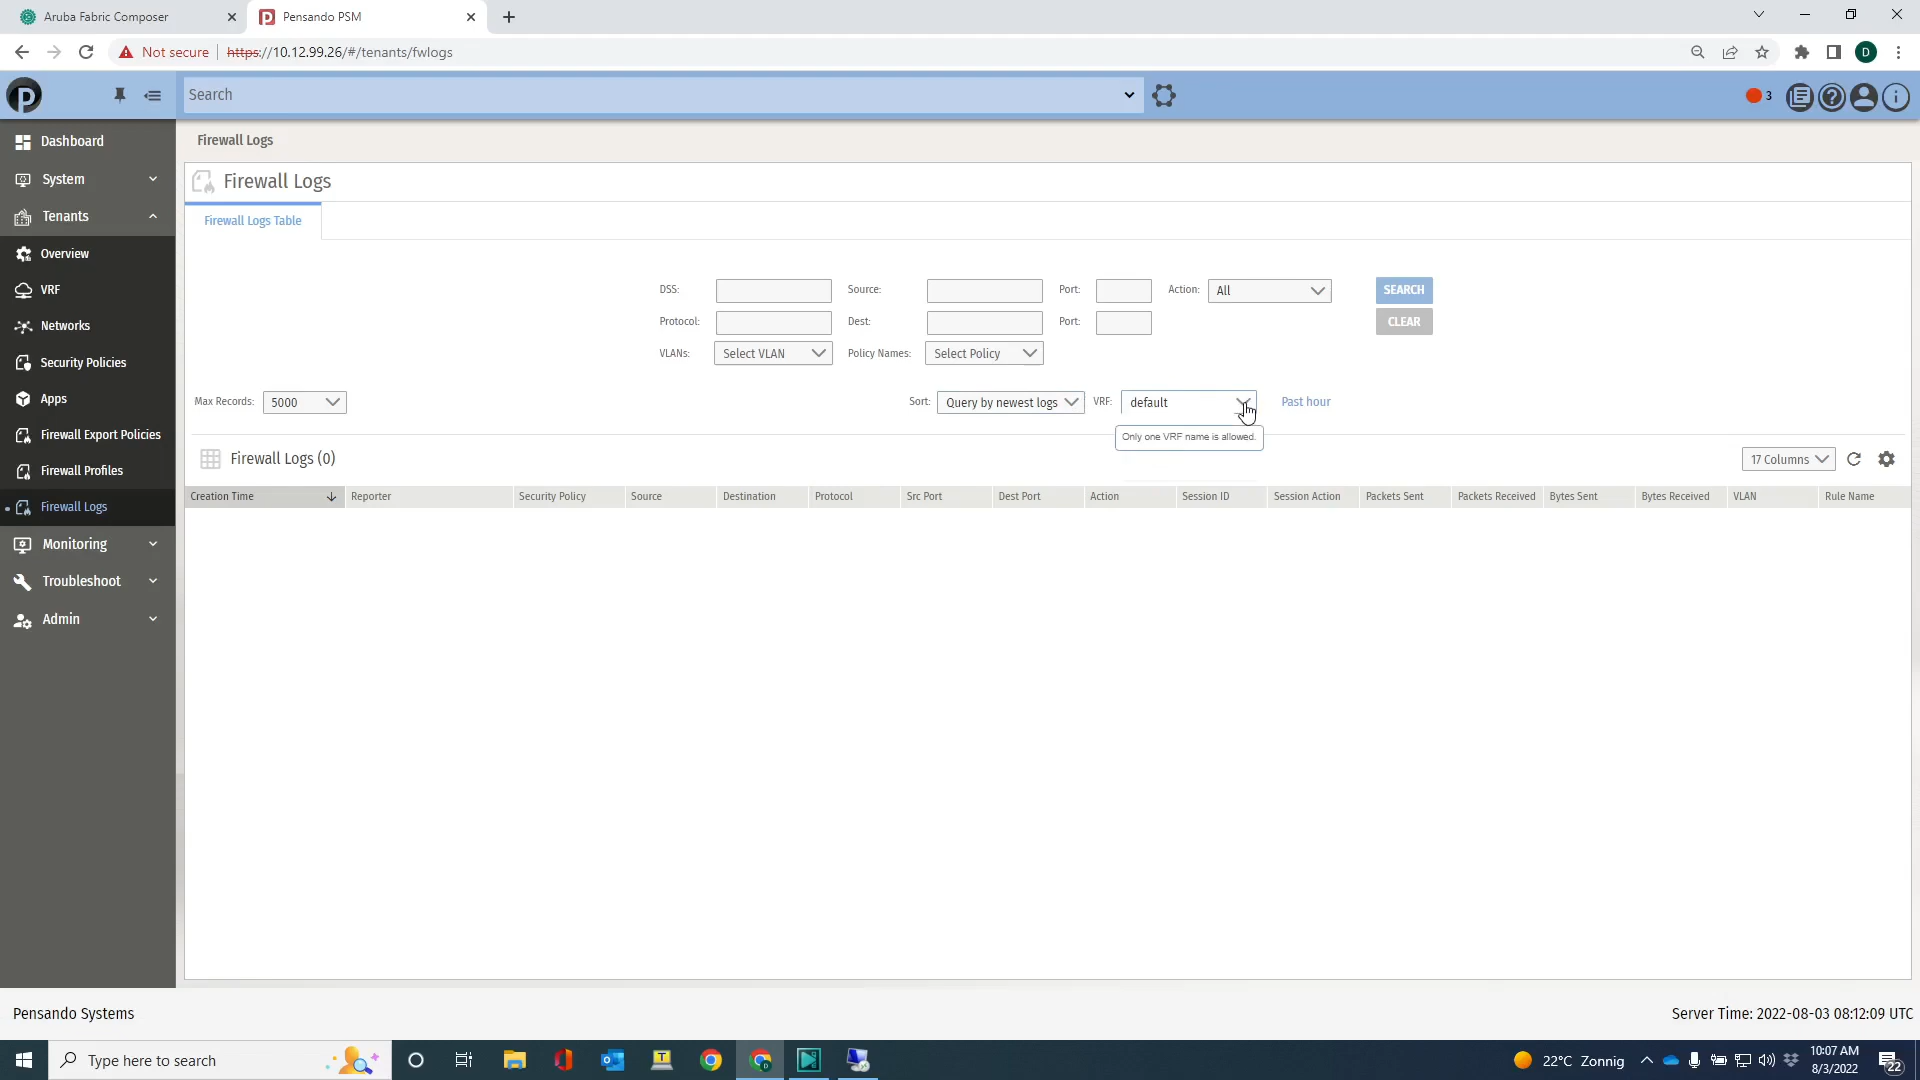 Aruba Fabric Composer
Pensando PSM
Not secure https://10.12.99.26/#/tenants/fwlogs
D
Search
3
Dashboard
System
Tenants
Overview
VRF
Networks
Security Policies
Apps
Firewall Export Policies
Firewall Profiles
Firewall Logs
Monitoring
Troubleshoot
Admin
Firewall Logs
Firewall Logs
Firewall Logs Table
DSS: Source: Port: Action: All SEARCH
Protocol: Dest: Port: CLEAR
VLANs: Select VLAN Policy Names: Select Policy
Max Records: 5000 Sort: Query by newest logs VRF: default Past hour
Only one VRF name is allowed.
Firewall Logs (0) 17 Columns
Creation Time Reporter Security Policy Source Destination Protocol Src Port Dest Port Action Session ID Session Action Packets Sent Packets Received Bytes Sent Bytes Received VLAN Rule Name
Pensando Systems Server Time: 2022-08-03 08:12:09 UTC
Type here to search
22°C Zonnig
10:07 AM
8/3/2022
22